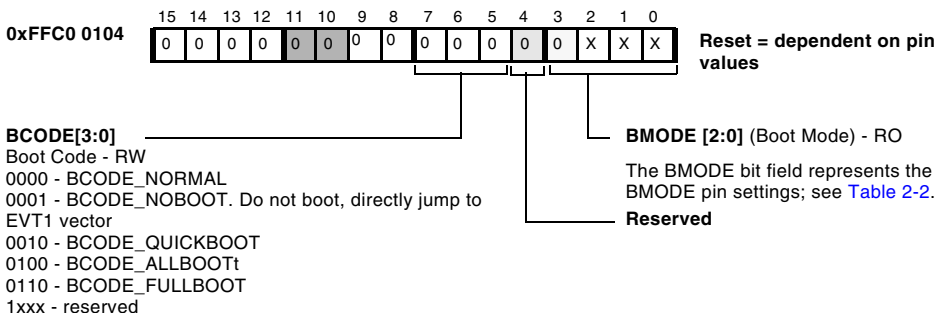 15 14 13 12 11 10 9 8 7 6 5 4 3 2 1 0
0xFFC0 0104
0 0 0 0 0 0 0 0 0 0 0 0 0 X X X
Reset = dependent on pin
values
BCODE[3:0]
Boot Code - RW
0000 - BCODE_NORMAL
0001 - BCODE_NOBOOT. Do not boot, directly jump to
EVT1 vector
0010 - BCODE_QUICKBOOT
0100 - BCODE_ALLBOOTt
0110 - BCODE_FULLBOOT
1xxx - reserved
BMODE [2:0] (Boot Mode) - RO
The BMODE bit field represents the
BMODE pin settings; see Table 2-2.
Reserved